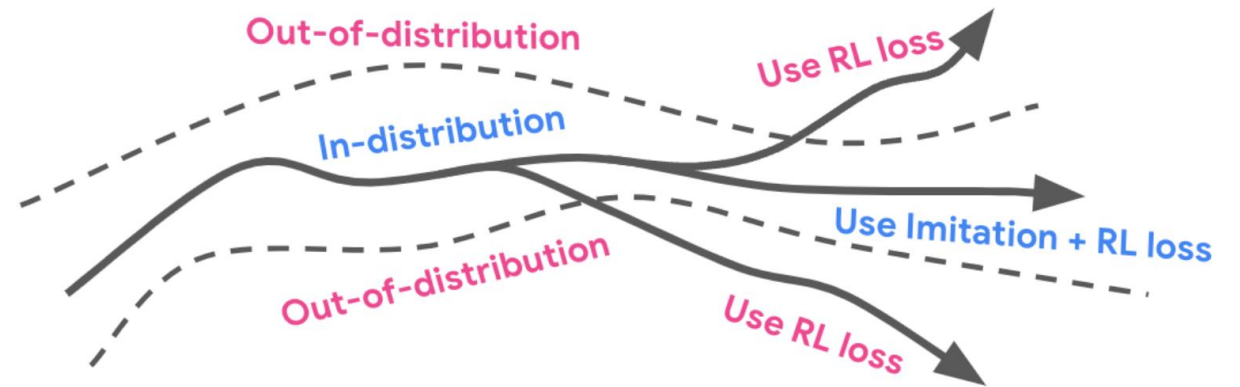 Out-of-distribution
Use RL loss
In-distribution
Use Imitation + RL loss
Out-of-distribution
Use RL loss